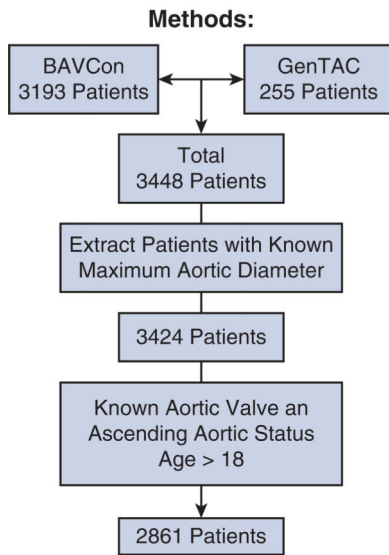 Methods:
BAVCon
3193 Patients
GenTAC
255 Patients
Total
3448 Patients
Extract Patients with Known
Maximum Aortic Diameter
3424 Patients
Known Aortic Valve an
Ascending Aortic Status
Age > 18
2861 Patients